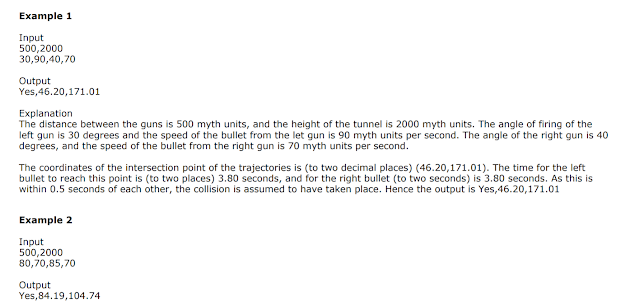 Example 1
Input
500,2000
30,90,40,70
Output
Yes,46.20,171.01
Explanation
The distance between the guns is 500 myth units, and the height of the tunnel is 2000 myth units. The angle of firing of the
left gun is 30 degrees and the speed of the bullet from the let gun is 90 myth units per second. The angle of the right gun is 40
degrees, and the speed of the bullet from the right gun is 70 myth units per second.
The coordinates of the intersection point of the trajectories is (to two decimal places) (46.20,171.01). The time for the left
bullet to reach this point is (to two places) 3.80 seconds, and for the right bullet (to two seconds) is 3.80 seconds. As this is
within 0.5 seconds of each other, the collision is assumed to have taken place. Hence the output is Yes,46.20,171.01
Example 2
Input
500,2000
80,70,85,70
Output
Yes,84.19,104.74